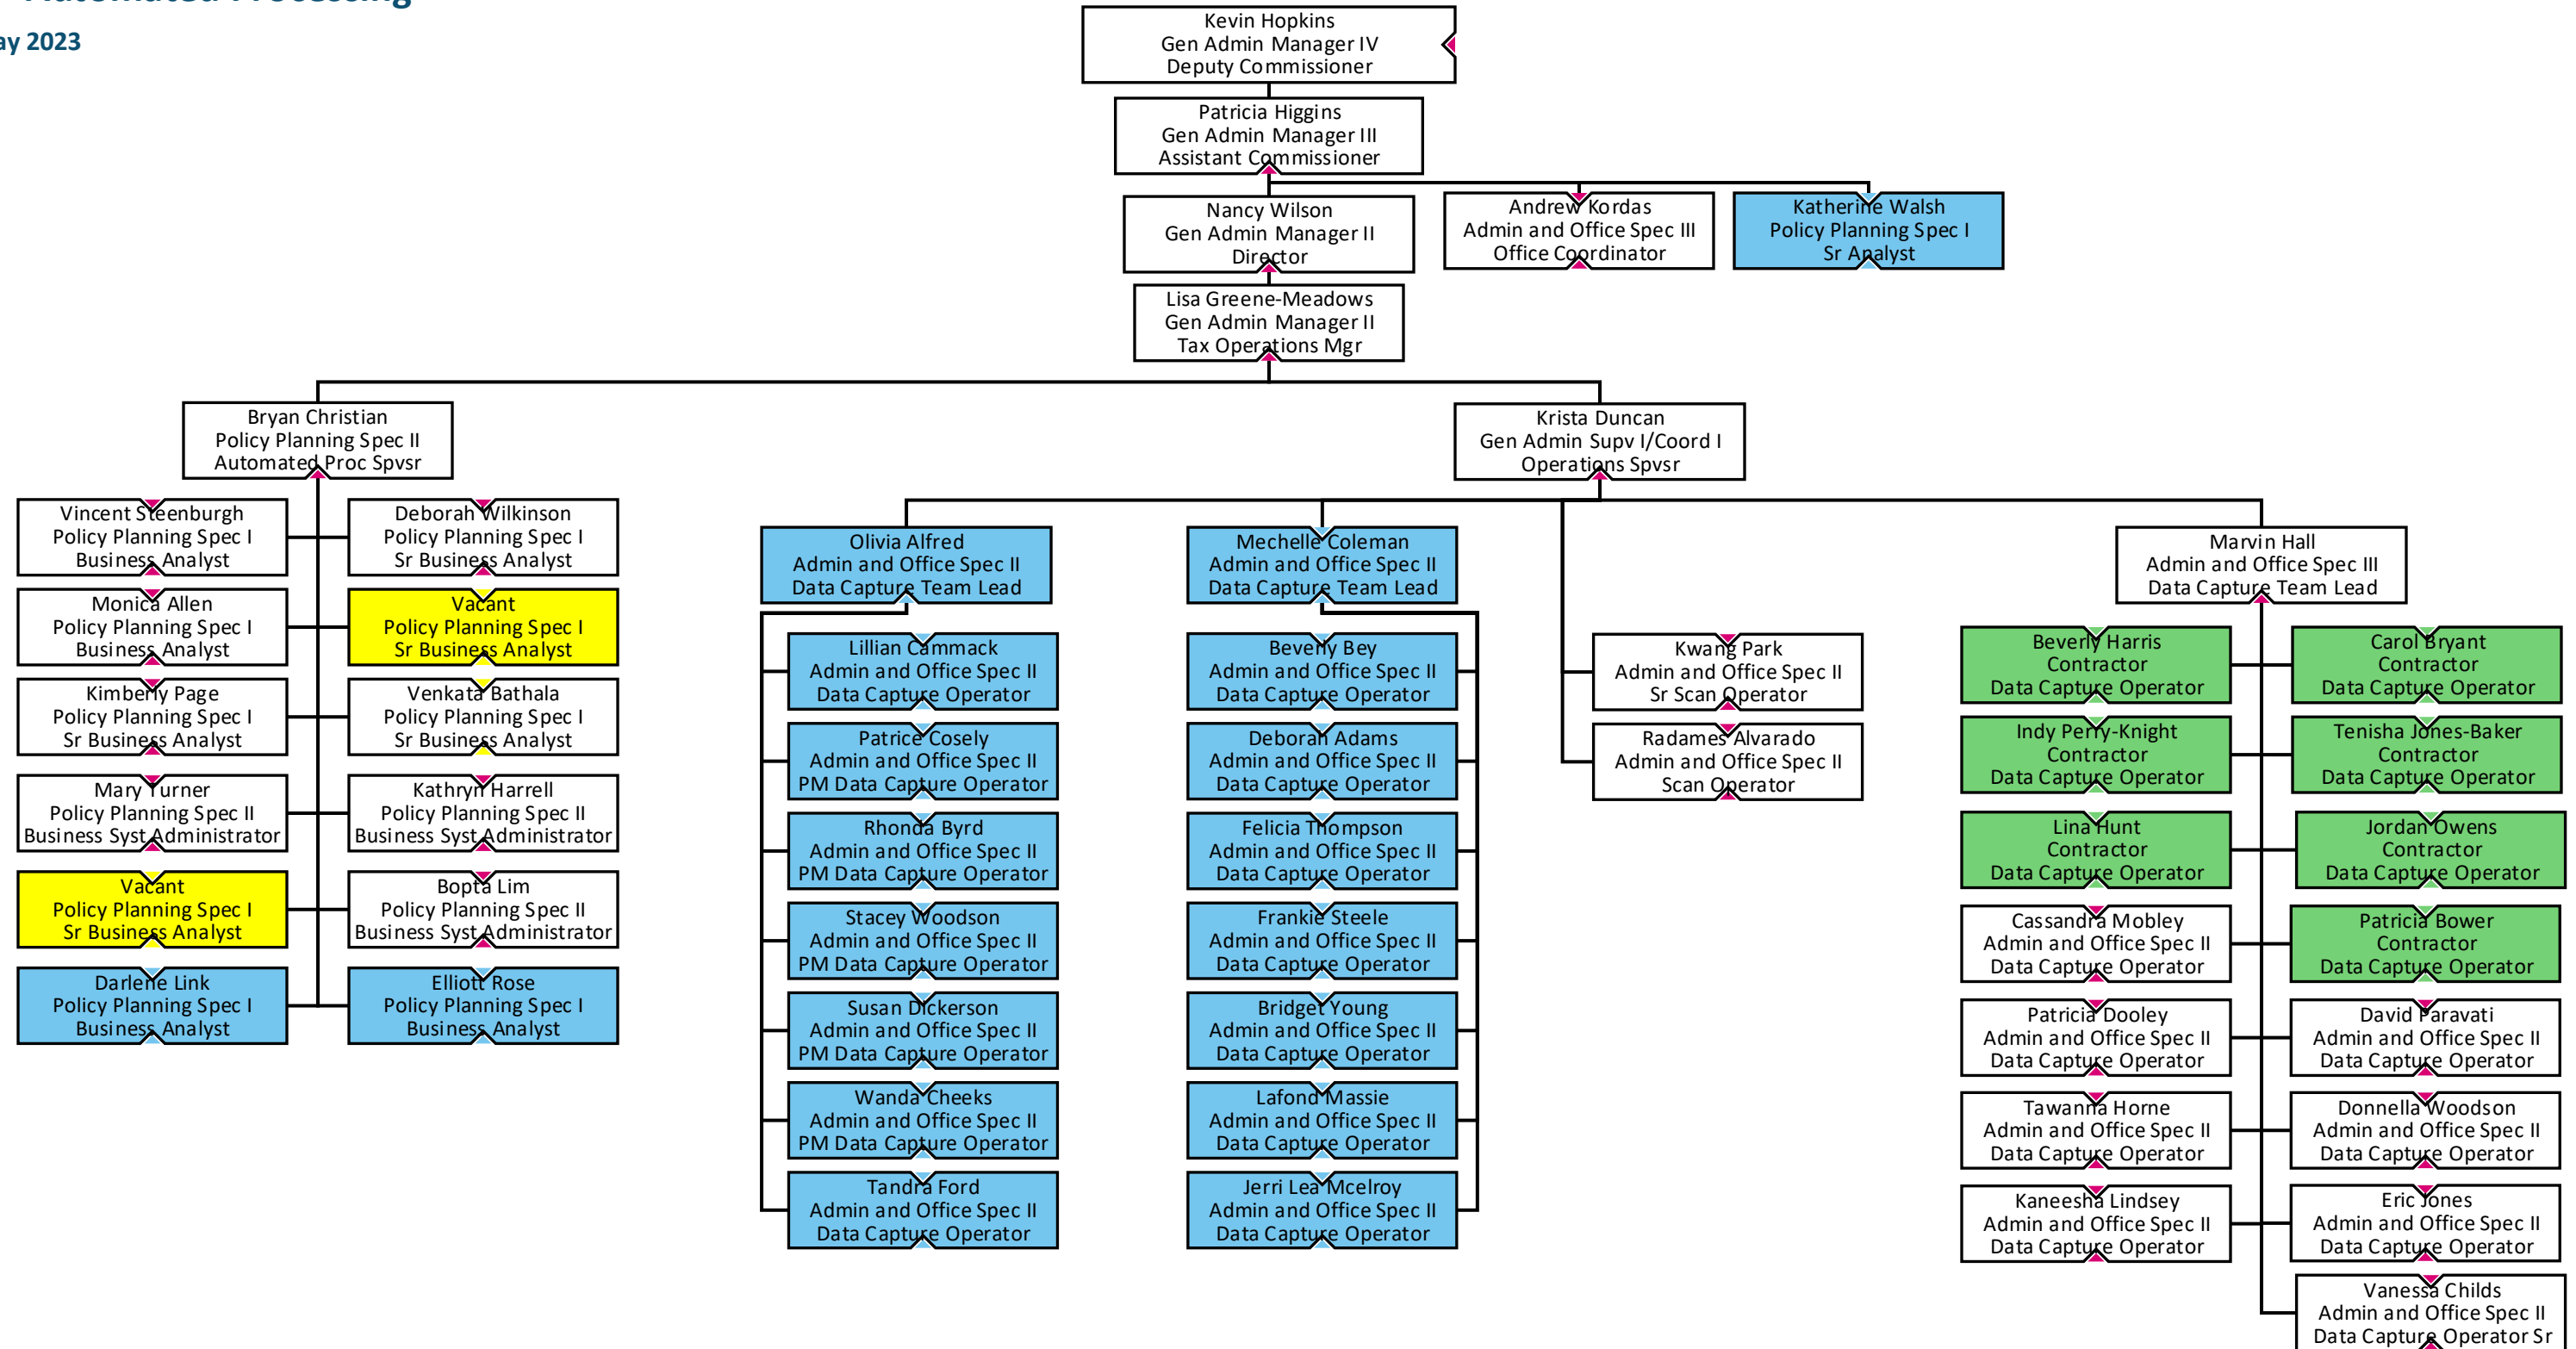 Automated Processing
ay 2023
Kevin Hopkins
Gen Admin Manager IV
Deputy Commissioner
Patricia Higgins
Gen Admin Manager III
Assistant Commissioner
Nancy Wilson
Gen Admin Manager II
Director
Andrew Kordas
Admin and Office Spec III
Office Coordinator
Katherine Walsh
Policy Planning Spec I
Sr Analyst
Lisa Greene-Meadows
Gen Admin Manager II
Tax Operations Mgr
Bryan Christian
Policy Planning Spec II
Automated Proc Spvsr
Krista Duncan
Gen Admin Supv I/Coord I
Operations Spvsr
Vincent Steenburgh
Policy Planning Spec I
Business Analyst
Deborah Wilkinson
Policy Planning Spec I
Sr Business Analyst
Monica Allen
Policy Planning Spec I
Business Analyst
Vacant
Policy Planning Spec I
Sr Business Analyst
Kimberly Page
Policy Planning Spec I
Sr Business Analyst
Venkata Bathala
Policy Planning Spec I
Sr Business Analyst
Mary Turner
Policy Planning Spec II
Business Syst Administrator
Kathryn Harrell
Policy Planning Spec II
Business Syst Administrator
Vacant
Policy Planning Spec I
Sr Business Analyst
Bopta Lim
Policy Planning Spec II
Business Syst Administrator
Darlene Link
Policy Planning Spec I
Business Analyst
Elliott Rose
Policy Planning Spec I
Business Analyst
Olivia Alfred
Admin and Office Spec II
Data Capture Team Lead
Lillian Cammack
Admin and Office Spec II
Data Capture Operator
Patrice Cosely
Admin and Office Spec II
PM Data Capture Operator
Rhonda Byrd
Admin and Office Spec II
PM Data Capture Operator
Stacey Woodson
Admin and Office Spec II
PM Data Capture Operator
Susan Dickerson
Admin and Office Spec II
PM Data Capture Operator
Wanda Cheeks
Admin and Office Spec II
PM Data Capture Operator
Tandra Ford
Admin and Office Spec II
Data Capture Operator
Mechelle Coleman
Admin and Office Spec II
Data Capture Team Lead
Beverly Bey
Admin and Office Spec II
Data Capture Operator
Deborah Adams
Admin and Office Spec II
Data Capture Operator
Felicia Thompson
Admin and Office Spec II
Data Capture Operator
Frankie Steele
Admin and Office Spec II
Data Capture Operator
Bridget Young
Admin and Office Spec II
Data Capture Operator
Lafond Massie
Admin and Office Spec II
Data Capture Operator
Jerri Lea Mcelroy
Admin and Office Spec II
Data Capture Operator
Kwang Park
Admin and Office Spec II
Sr Scan Operator
Radames Alvarado
Admin and Office Spec II
Scan Operator
Marvin Hall
Admin and Office Spec III
Data Capture Team Lead
Beverly Harris
Contractor
Data Capture Operator
Carol Bryant
Contractor
Data Capture Operator
Indy Perry-Knight
Contractor
Data Capture Operator
Tenisha Jones-Baker
Contractor
Data Capture Operator
Lina Hunt
Contractor
Data Capture Operator
Jordan Owens
Contractor
Data Capture Operator
Cassandra Mobley
Admin and Office Spec II
Data Capture Operator
Patricia Bower
Contractor
Data Capture Operator
Patricia Dooley
Admin and Office Spec II
Data Capture Operator
David Paravati
Admin and Office Spec II
Data Capture Operator
Tawanna Horne
Admin and Office Spec II
Data Capture Operator
Donnella Woodson
Admin and Office Spec II
Data Capture Operator
Kaneesha Lindsey
Admin and Office Spec II
Data Capture Operator
Eric Jones
Admin and Office Spec II
Data Capture Operator
Vanessa Childs
Admin and Office Spec II
Data Capture Operator Sr